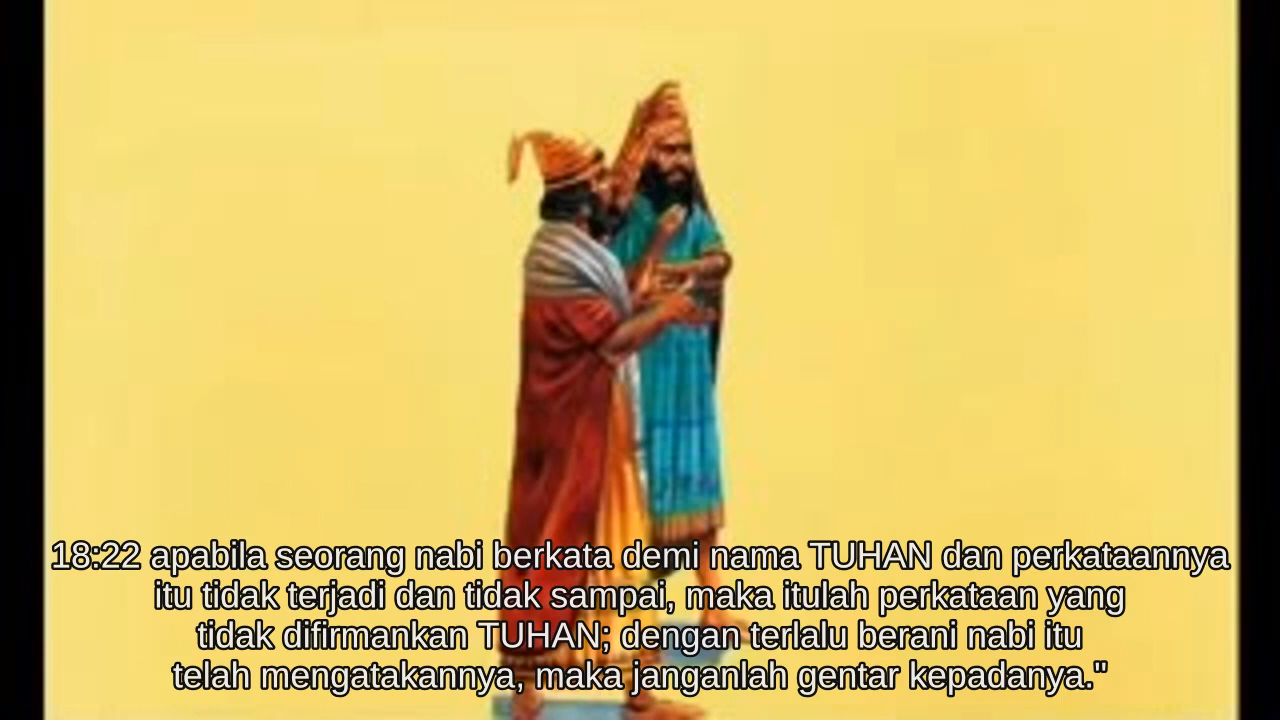 18:22 apabila seorang nabi berkata demi nama TUHAN dan perkataannya
itu tidak terjadi dan tidak sampai, maka itulah perkataan yang
tidak difirmankan TUHAN; dengan terlalu berani nabi itu
telah mengatakannya, maka janganlah gentar kepadanya."